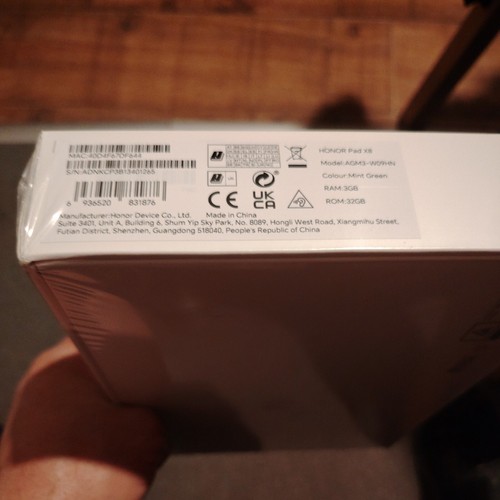 HONOR Pad X8
Model:AGM3-W09HN
Colour:Mint Green
RAM:3GB
ROM:32GB
S/N:ADNKCP3B13401265
CE
UK
CA
6 936520 831876
Manufacturer:Honor Device Co., Ltd. Made in China
Suite 3401, Unit A, Building 6, Shum Yip Sky Park, No. 8089, Hongli West Road, Xiangmihu Street,
Futian District, Shenzhen, Guangdong 518040, People's Republic of China